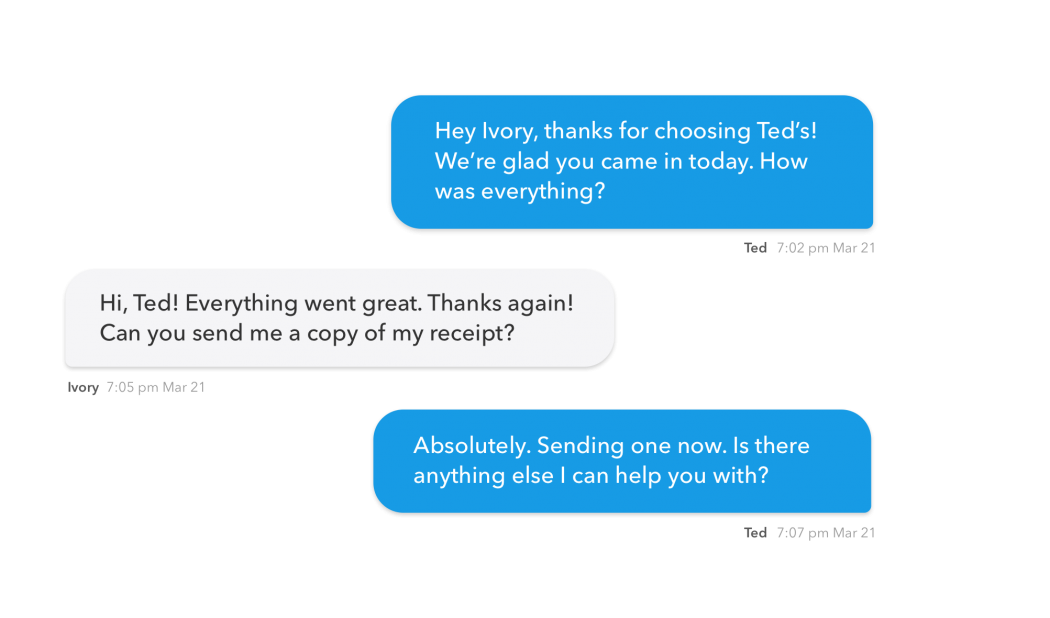 Hey Ivory, thanks for choosing Ted’s!
We’re glad you came in today. How
was everything?
Ted 7:02 pm Mar 21
Hi, Ted! Everything went great. Thanks again!
Can you send me a copy of my receipt?
Ivory 7:05 pm Mar 21
Absolutely. Sending one now. Is there
anything else I can help you with?
Ted 7:07 pm Mar 21